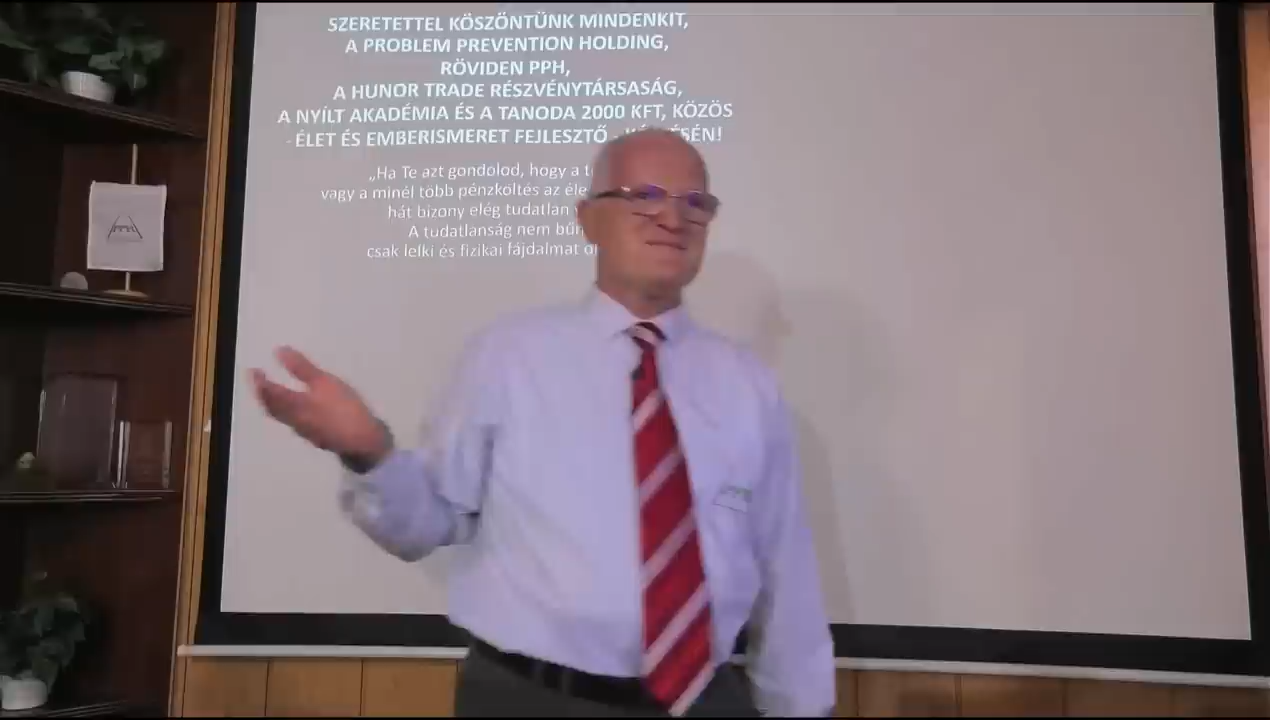 SZERETETTEL KÖSZÖNTÜNK MINDENKIT,
A PROBLEM PREVENTION HOLDING,
RÖVIDEN PPH,
A HUNOR TRADE RÉSZVÉNYTÁRSASÁG,
A NYÍLT AKADÉMIA ÉS A TANODA 2000 KFT, KÖZÖS
- ÉLET ÉS EMBERISMERET FEJLESZTŐ -
„Ha Te azt gondolod, hogy a
vagy a minél több pénzköltés az
hát bizony elég tudatlan
A tudatlanság nem
csak lelki és fizikai fájdalmat